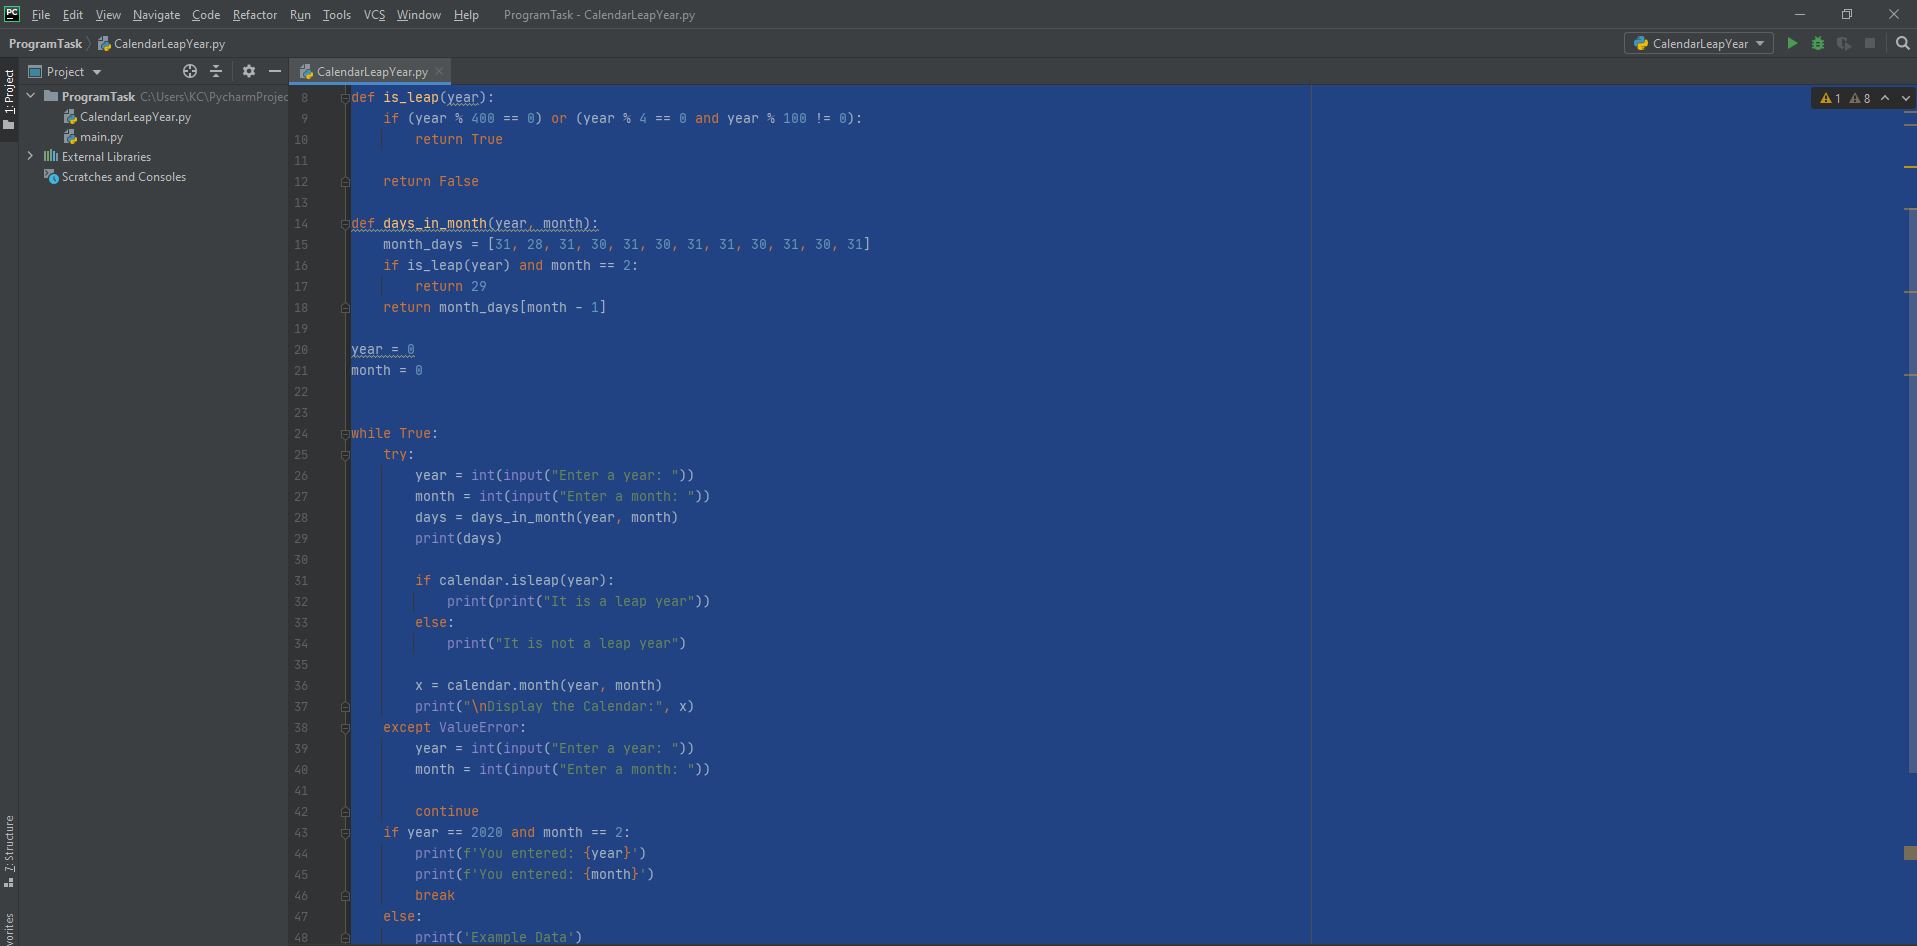 PC File Edit View Navigate Code Refactor Run Tools VCS Window Help ProgramTask - CalendarLeapYear.py
ProgramTask CalendarLeapYear.py CalendarLeapYear
Project CalendarLeapYear.py
1: Project
ProgramTask C:\Users\KC\PycharmProjec
CalendarLeapYear.py
main.py
External Libraries
Scratches and Consoles
7: Structure
vorites
1 8
8 def is_leap(year):
9 if (year % 400 == 0) or (year % 4 == 0 and year % 100 != 0):
10 return True
11
12 return False
13
14 def days_in_month(year, month):
15 month_days = [31, 28, 31, 30, 31, 30, 31, 31, 30, 31, 30, 31]
16 if is_leap(year) and month == 2:
17 return 29
18 return month_days[month - 1]
19
20 year = 0
21 month = 0
22
23
24 while True:
25 try:
26 year = int(input("Enter a year: "))
27 month = int(input("Enter a month: "))
28 days = days_in_month(year, month)
29 print(days)
30
31 if calendar.isleap(year):
32 print(print("It is a leap year"))
33 else:
34 print("It is not a leap year")
35
36 x = calendar.month(year, month)
37 print("\nDisplay the Calendar:", x)
38 except ValueError:
39 year = int(input("Enter a year: "))
40 month = int(input("Enter a month: "))
41
42 continue
43 if year == 2020 and month == 2:
44 print(f'You entered: {year}')
45 print(f'You entered: {month}')
46 break
47 else:
48 print('Example Data')